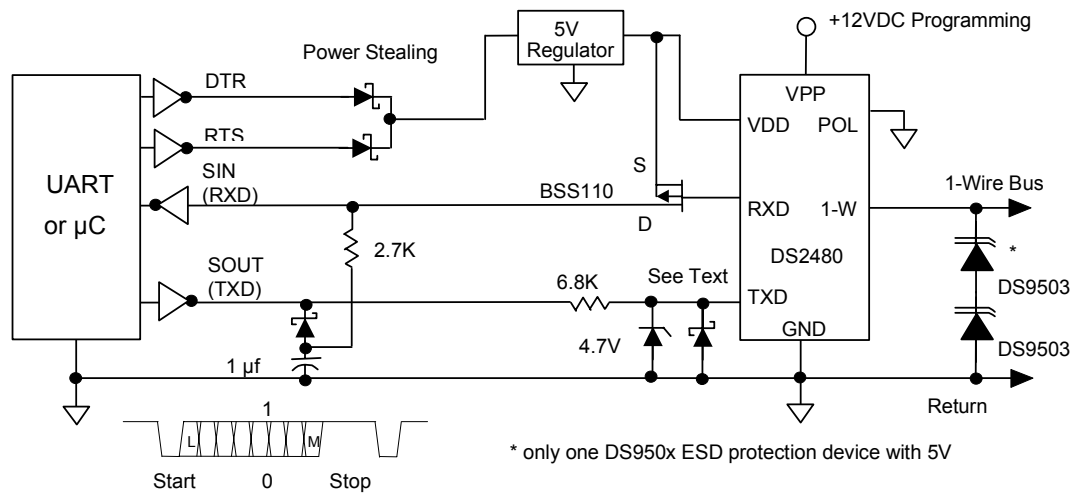 +12VDC Programming
5V
Regulator
Power Stealing
DTR
RTS
SIN
(RXD)
UART
or µC
SOUT
(TXD)
VPP
VDD
POL
S
BSS110
D
RXD
1-W
1-Wire Bus
2.7K
DS2480
*
DS9503
6.8K
See Text
TXD
GND
4.7V
DS9503
1 µf
Return
1
L
M
Start
0
Stop
* only one DS950x ESD protection device with 5V